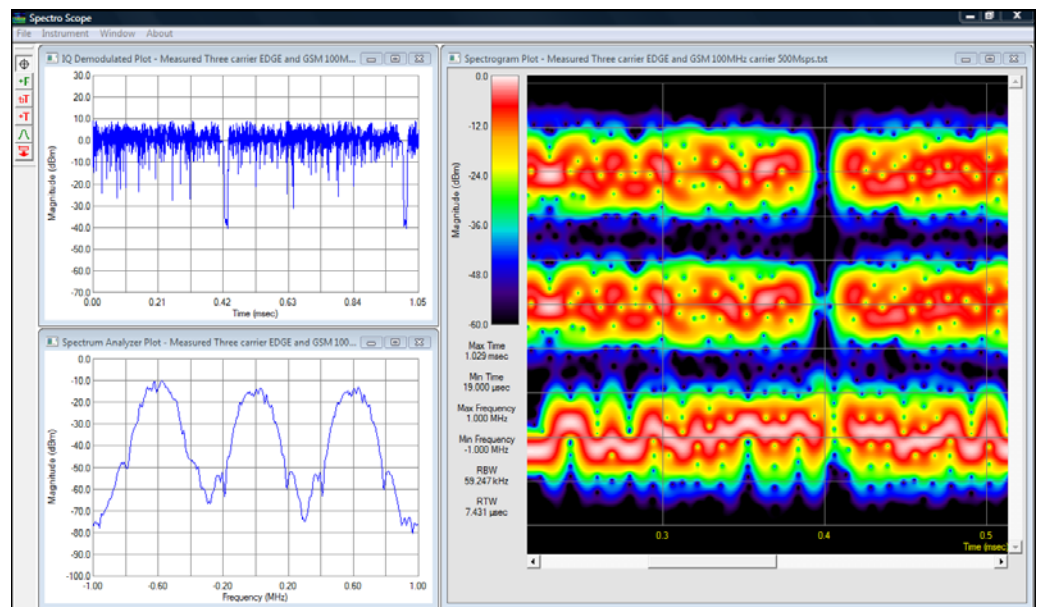 Spectro Scope
File Instrument Window About
+F
+T
IQ Demodulated Plot - Measured Three carrier EDGE and GSM 100M...
30.0
20.0
10.0
0.0
-10.0
-20.0
-30.0
-40.0
-50.0
-60.0
-70.0
Magnitude (dBm)
0.00 0.21 0.42 0.63 0.84 1.05
Time (msec)
Spectrum Analyzer Plot - Measured Three carrier EDGE and GSM 100...
0.0
-10.0
-20.0
-30.0
-40.0
-50.0
-60.0
-70.0
-80.0
-90.0
-100.0
Magnitude (dBm)
-1.00 -0.60 -0.20 0.20 0.60 1.00
Frequency (MHz)
Spectrogram Plot - Measured Three carrier EDGE and GSM 100MHz carrier 500Msps.txt
0.0
-12.0
-24.0
-36.0
-48.0
-60.0
Magnitude (dBm)
Max Time
1.029 msec
Min Time
19.000 µsec
Max Frequency
1.000 MHz
Min Frequency
-1.000 MHz
RBW
59.247 kHz
RTW
7.431 µsec
0.3 0.4 0.5
Time (msec)